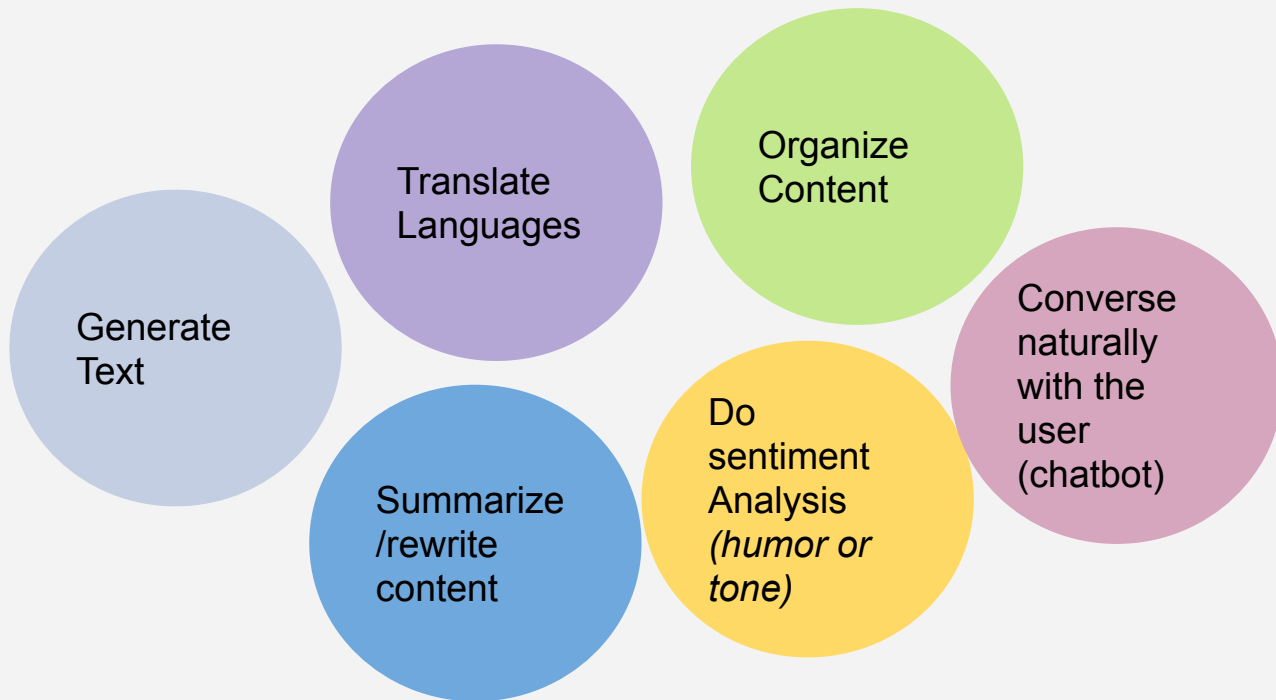 Generate
Text
Translate
Languages
Summarize
/rewrite
content
Organize
Content
Do
sentiment
Analysis
(humor or
tone)
Converse
naturally
with the
user
(chatbot)